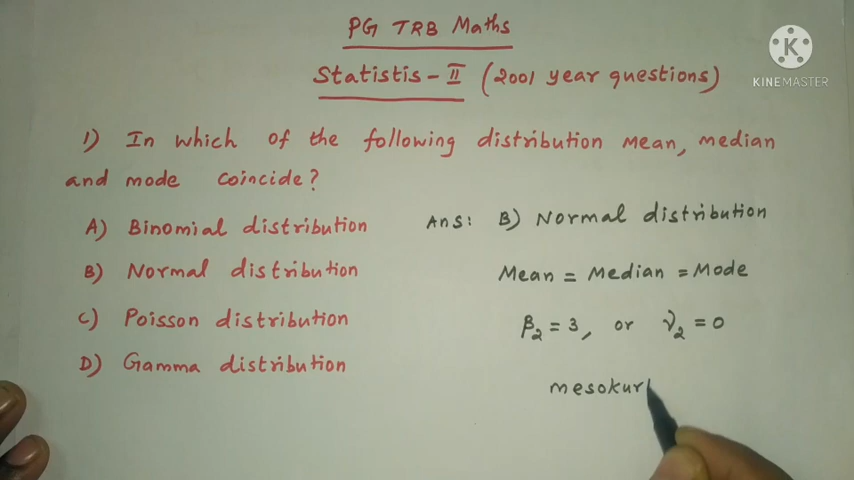 PG TRB Maths
Statistis - II (2001 year questions)
K
KINEMASTER
1) In which of the following distribution Mean, median
and mode coincide?
A) Binomial distribution
B) Normal distribution
C) Poisson distribution
D) Gamma distribution
Ans: B) Normal distribution
Mean = Median = Mode
β₂ = 3, or γ₂ = 0
mesokur